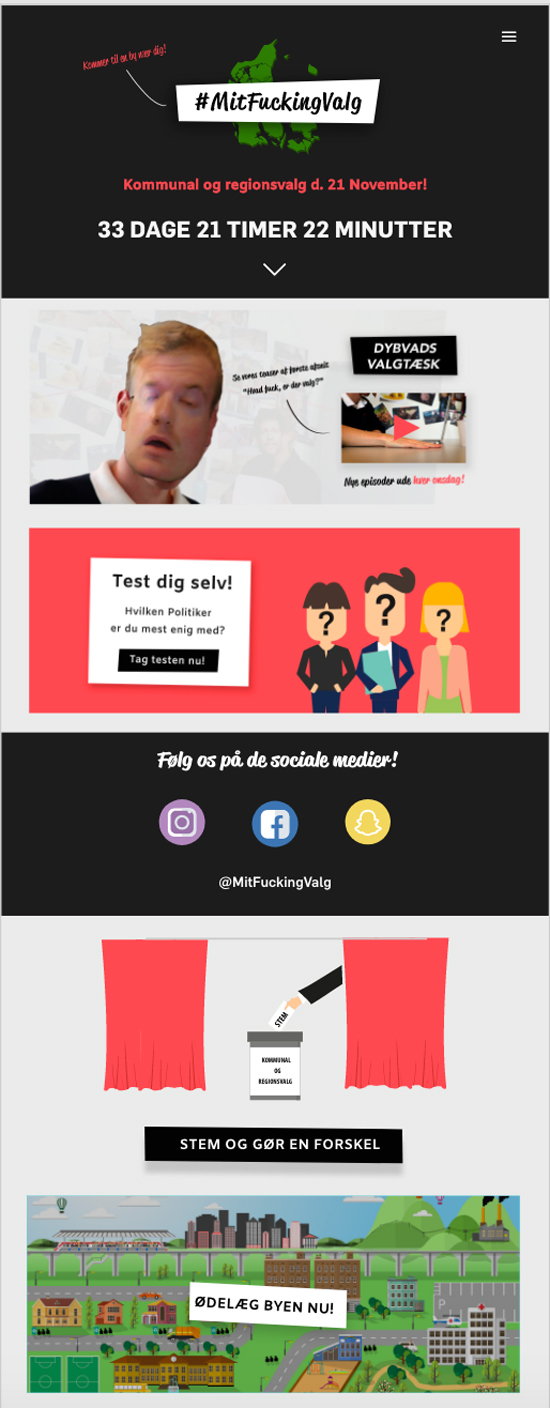 Kommer til en by nær dig!
#MitFuckingValg
Kommunal og regionsvalg d. 21 November!
33 DAGE 21 TIMER 22 MINUTTER
Se vores teaser af første afsnit
"Hvad fuck, er der valg?"
DYBVADS
VALGTÆSK
Nye episoder ude hver onsdag!
Test dig selv!
Hvilken Politiker
er du mest enig med?
Tag testen nu!
? ? ?
Følg os på de sociale medier!
@MitFuckingValg
STEM
KOMMUNAL
OG
REGIONSVALG
STEM OG GØR EN FORSKEL
ØDELÆG BYEN NU!